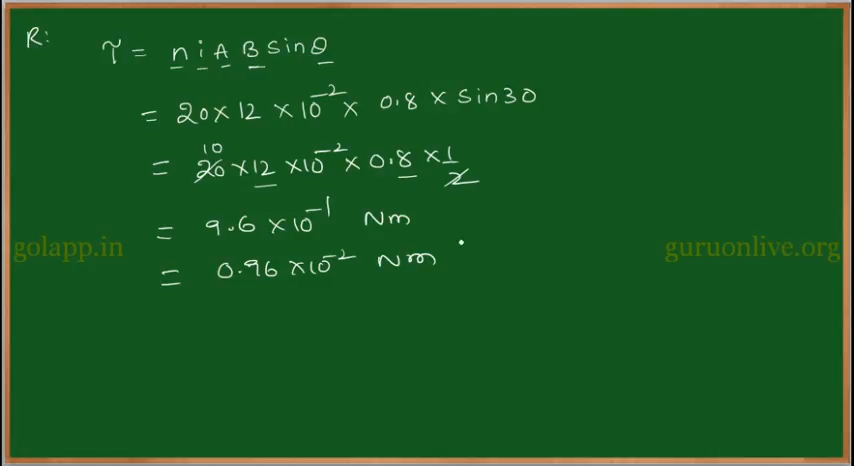 R:
τ = n i A B sin θ
= 20 × 12 × 10⁻² × 0.8 × sin30
10
= 20 × 12 × 10⁻² × 0.8 × 1/2
= 9.6 × 10⁻¹ Nm
golapp.in guruonlive.org
= 0.96 × 10⁻² Nm